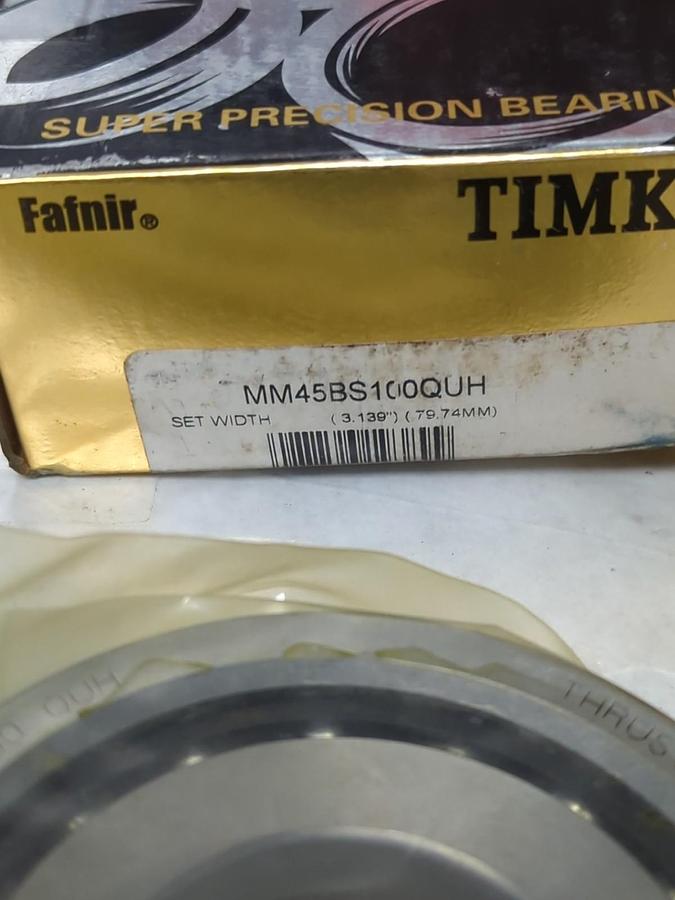 SUPER PRECISION BEARIN
Fafnir®
TIMK
MM45BS100QUH
SET WIDTH (3.139") (79.74MM)
QUH
THRUS